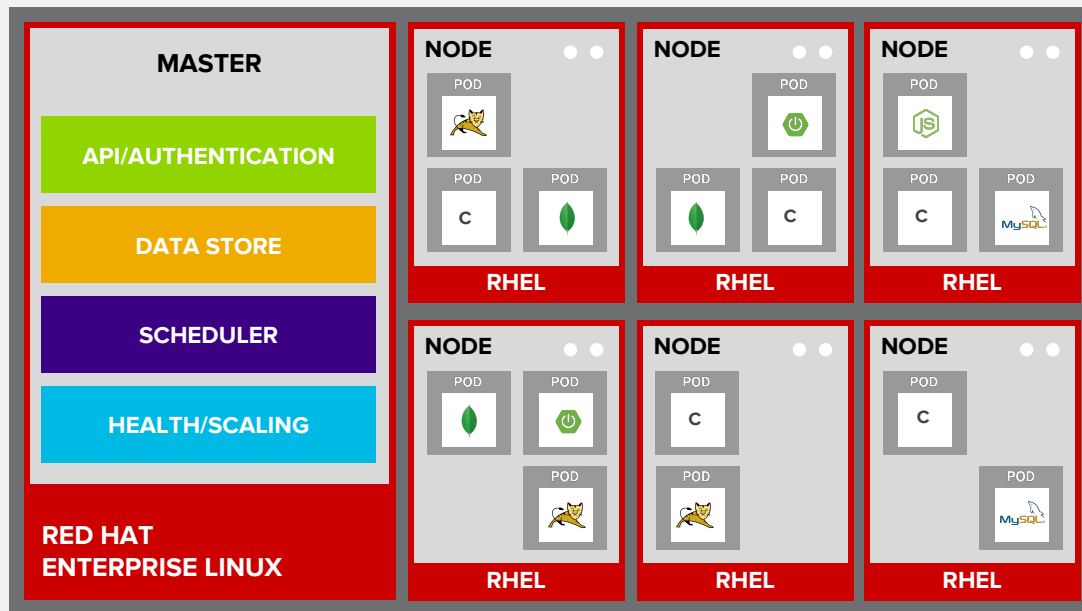 MASTER
API/AUTHENTICATION
DATA STORE
SCHEDULER
HEALTH/SCALING
RED HAT
ENTERPRISE LINUX
NODE
POD
POD
C
POD
RHEL
NODE
POD
POD
POD
C
RHEL
NODE
POD
JS
POD
C
POD
MySQL
RHEL
NODE
POD
POD
POD
RHEL
NODE
POD
C
POD
RHEL
NODE
POD
C
POD
MySQL
RHEL